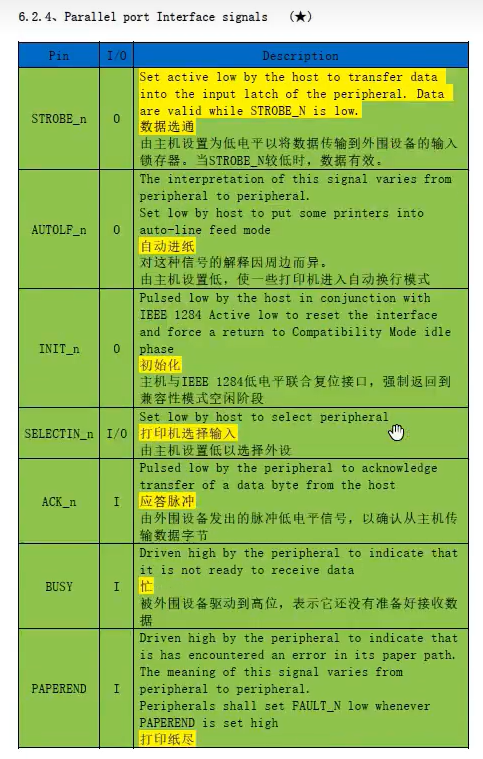 6.2.4、Parallel port Interface signals （★）
Pin I/O Description
Set active low by the host to transfer data
into the input latch of the peripheral. Data
are valid while STROBE_N is low.
数据选通
STROBE_n O
由主机设置为低电平以将数据传输到外围设备的输入
锁存器。当STROBE_N较低时，数据有效。
The interpretation of this signal varies from
peripheral to peripheral.
Set low by host to put some printers into
AUTOLF_n O
auto-line feed mode
自动进纸
对这种信号的解释因周边而异。
由主机设置低，使一些打印机进入自动换行模式
Pulsed low by the host in conjunction with
IEEE 1284 Active low to reset the interface
and force a return to Compatibility Mode idle
INIT_n O
phase
初始化
主机与IEEE 1284低电平联合复位接口，强制返回到
兼容性模式空闲阶段
Set low by host to select peripheral
SELECTIN_n I/O 打印机选择输入
由主机设置低以选择外设
Pulsed low by the peripheral to acknowledge
transfer of a data byte from the host
ACK_n I 应答脉冲
由外围设备发出的脉冲低电平信号，以确认从主机传
输数据字节
Driven high by the peripheral to indicate that
it is not ready to receive data
BUSY I 忙
被外围设备驱动到高位，表示它还没有准备好接收数
据
Driven high by the peripheral to indicate that
is has encountered an error in its paper path.
The meaning of this signal varies from
PAPEREND I peripheral to peripheral.
Peripherals shall set FAULT_N low whenever
PAPEREND is set high
打印纸尽